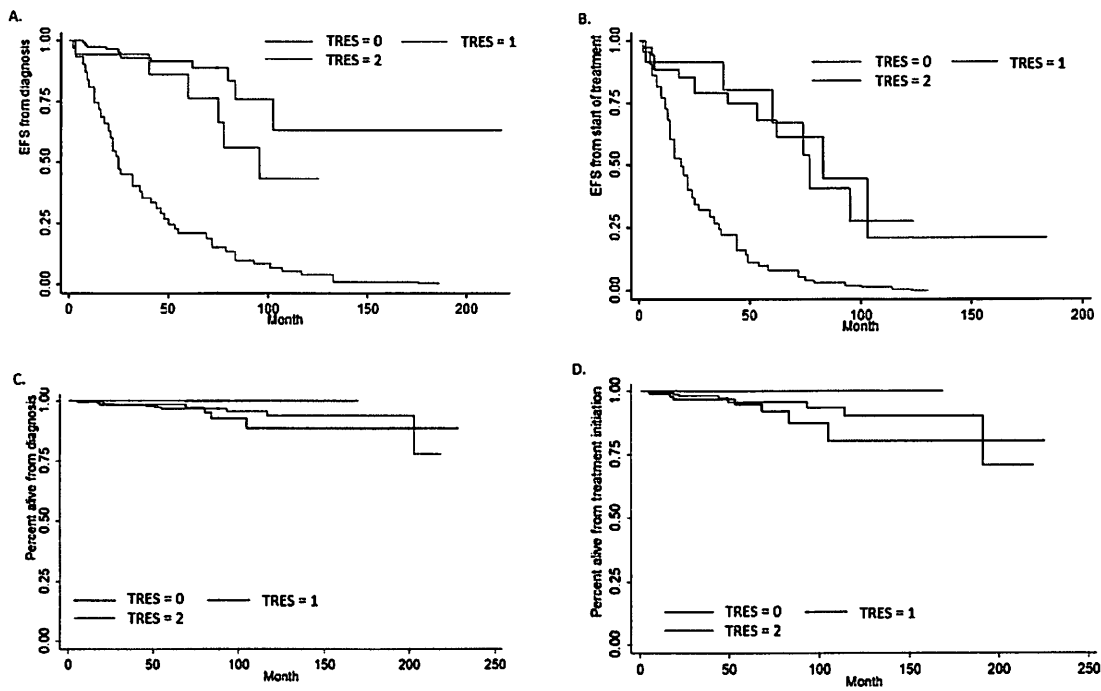 A.
EFS from diagnosis
0.00 0.25 0.50 0.75 1.00
TRES = 0 TRES = 1
TRES = 2
0 50 100 150 200
Month
B.
EFS from start of treatment
0.00 0.25 0.50 0.75 1.00
TRES = 0 TRES = 1
TRES = 2
0 50 100 150 200
Month
C.
Percent alive from diagnosis
0.00 0.25 0.50 0.75 1.00
TRES = 0 TRES = 1
TRES = 2
0 50 100 150 200 250
Month
D.
Percent alive from treatment initiation
0.00 0.25 0.50 0.75 1.00
TRES = 0 TRES = 1
TRES = 2
0 50 100 150 200 250
Month